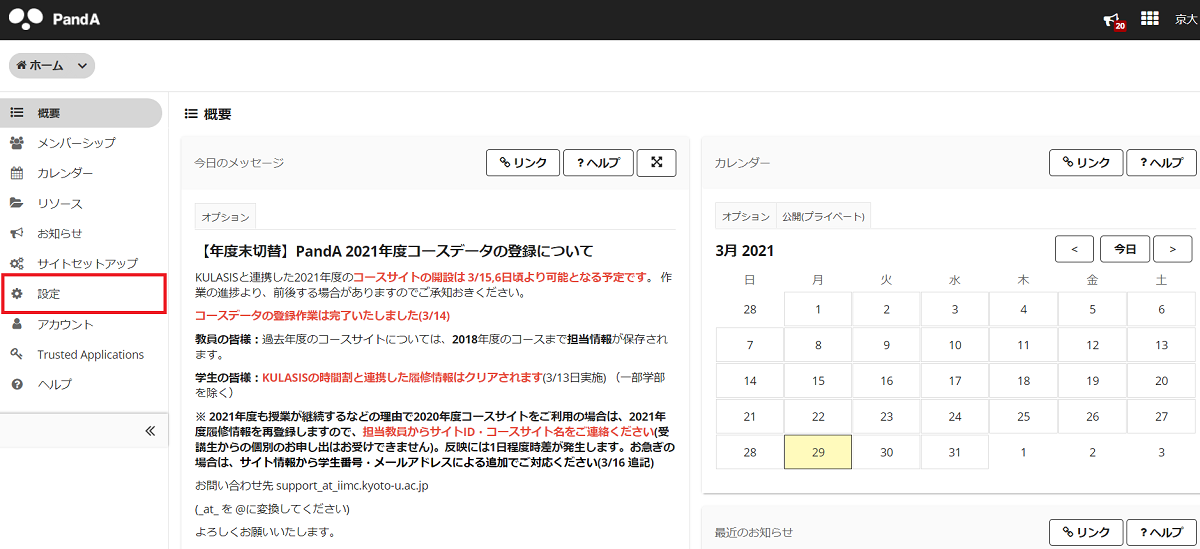 PandA
20
京大
ホーム
概要
メンバーシップ
カレンダー
リソース
お知らせ
サイトセットアップ
設定
アカウント
Trusted Applications
ヘルプ
概要
今日のメッセージ
リンク
? ヘルプ
オプション
【年度末切替】PandA 2021年度コースデータの登録について
KULASISと連携した2021年度のコースサイトの開設は 3/15,6日頃より可能となる予定です。 作
業の進捗より、前後する場合がありますのでご承知おきください。
コースデータの登録作業は完了いたしました(3/14)
教員の皆様：過去年度のコースサイトについては、2018年度のコースまで担当情報が保存され
ます。
学生の皆様：KULASISの時間割と連携した履修情報はクリアされます(3/13日実施) （一部学部
を除く）
※ 2021年度も授業が継続するなどの理由で2020年度コースサイトをご利用の場合は、2021年
度履修情報を再登録しますので、担当教員からサイトID・コースサイト名をご連絡ください(受
講生からの個別のお申し出はお受けできません)。反映には1日程度時差が発生します。お急ぎの
場合は、サイト情報から学生番号・メールアドレスによる追加でご対応ください(3/16 追記)
お問い合わせ先 support_at_iimc.kyoto-u.ac.jp
(_at_ を @に変換してください)
よろしくお願いいたします。
カレンダー
リンク
? ヘルプ
オプション
公開(プライベート)
3月 2021
< 今日 >
日 月 火 水 木 金 土
28 1 2 3 4 5 6
7 8 9 10 11 12 13
14 15 16 17 18 19 20
21 22 23 24 25 26 27
28 29 30 31 1 2 3
最近のお知らせ
リンク
? ヘルプ